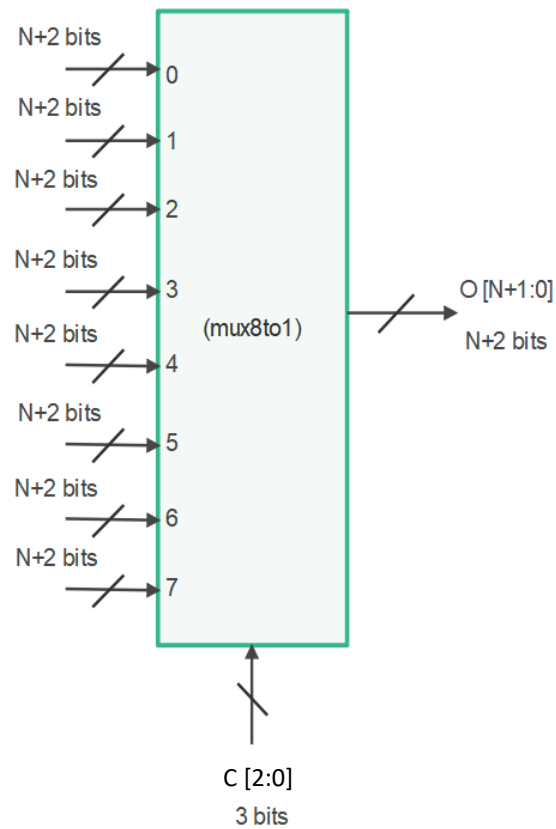 N+2 bits
0
N+2 bits
1
N+2 bits
2
N+2 bits
3
N+2 bits
4
N+2 bits
5
N+2 bits
6
N+2 bits
7
(mux8to1)
O [N+1:0]
N+2 bits
C [2:0]
3 bits